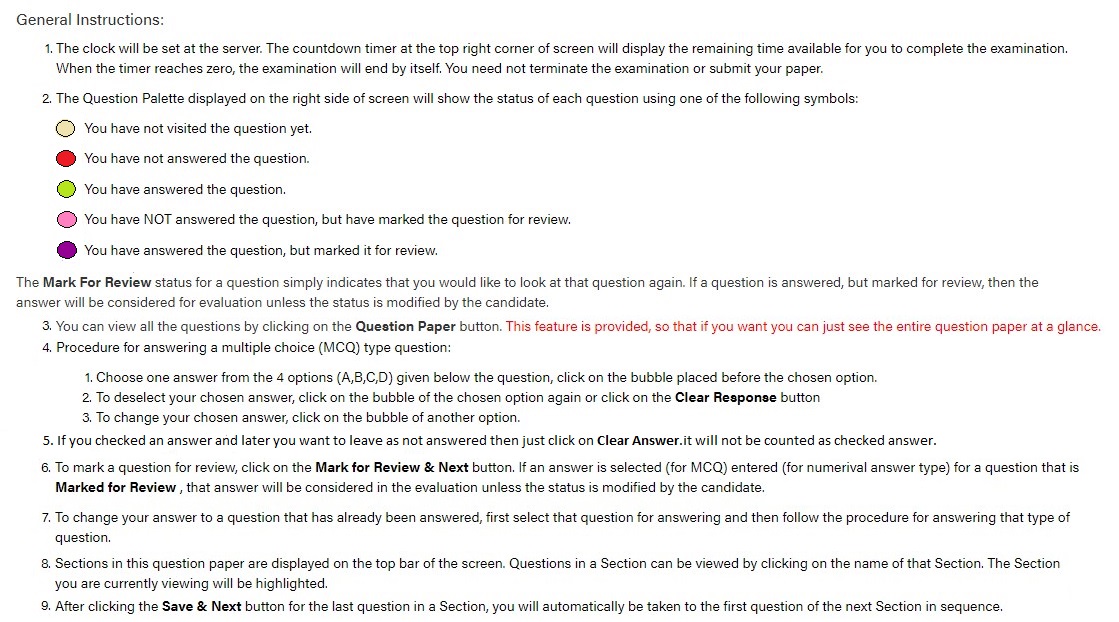 General Instructions:
1. The clock will be set at the server. The countdown timer at the top right corner of screen will display the remaining time available for you to complete the examination.
When the timer reaches zero, the examination will end by itself. You need not terminate the examination or submit your paper.
2. The Question Palette displayed on the right side of screen will show the status of each question using one of the following symbols:
You have not visited the question yet.
You have not answered the question.
You have answered the question.
You have NOT answered the question, but have marked the question for review.
You have answered the question, but marked it for review.
The Mark For Review status for a question simply indicates that you would like to look at that question again. If a question is answered, but marked for review, then the
answer will be considered for evaluation unless the status is modified by the candidate.
3. You can view all the questions by clicking on the Question Paper button. This feature is provided, so that if you want you can just see the entire question paper at a glance.
4. Procedure for answering a multiple choice (MCQ) type question:
1. Choose one answer from the 4 options (A,B,C,D) given below the question, click on the bubble placed before the chosen option.
2. To deselect your chosen answer, click on the bubble of the chosen option again or click on the Clear Response button
3. To change your chosen answer, click on the bubble of another option.
5. If you checked an answer and later you want to leave as not answered then just click on Clear Answer.it will not be counted as checked answer.
6. To mark a question for review, click on the Mark for Review & Next button. If an answer is selected (for MCQ) entered (for numerival answer type) for a question that is
Marked for Review , that answer will be considered in the evaluation unless the status is modified by the candidate.
7. To change your answer to a question that has already been answered, first select that question for answering and then follow the procedure for answering that type of
question.
8. Sections in this question paper are displayed on the top bar of the screen. Questions in a Section can be viewed by clicking on the name of that Section. The Section
you are currently viewing will be highlighted.
9. After clicking the Save & Next button for the last question in a Section, you will automatically be taken to the first question of the next Section in sequence.